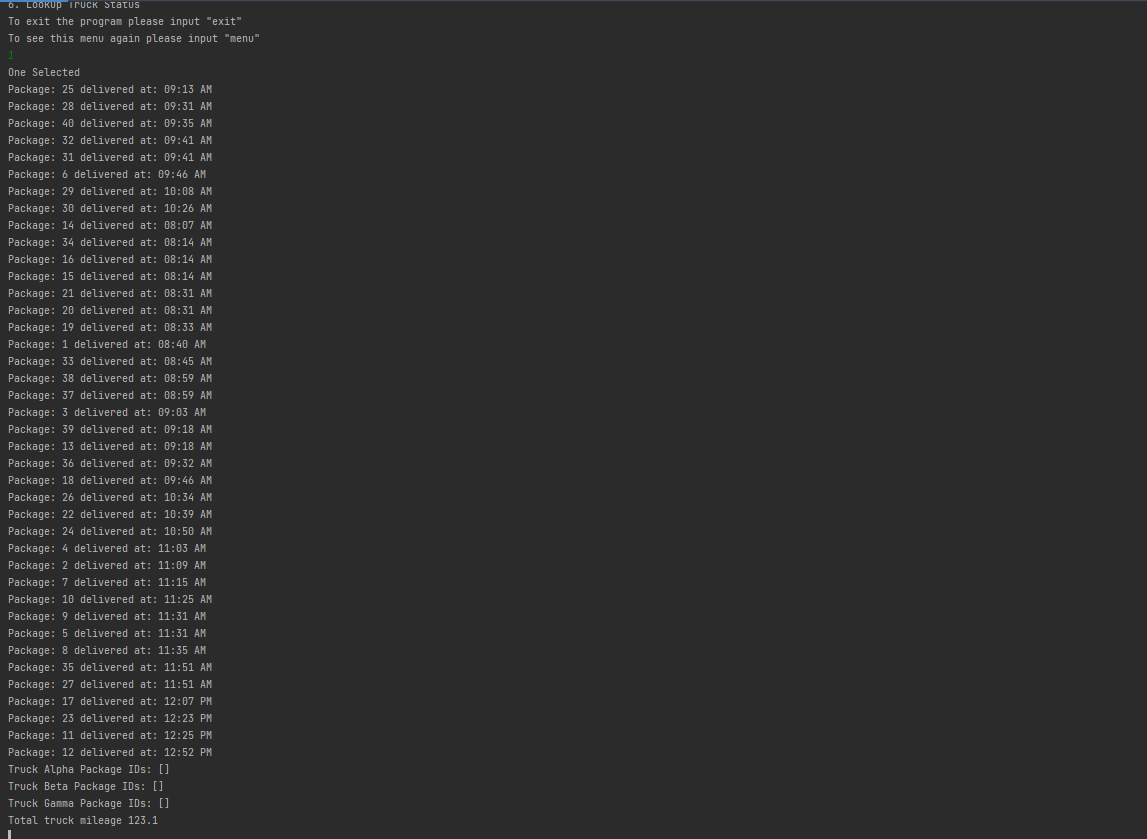 6. Lookup Truck Status
To exit the program please input "exit"
To see this menu again please input "menu"
1
One Selected
Package: 25 delivered at: 09:13 AM
Package: 28 delivered at: 09:31 AM
Package: 40 delivered at: 09:35 AM
Package: 32 delivered at: 09:41 AM
Package: 31 delivered at: 09:41 AM
Package: 6 delivered at: 09:46 AM
Package: 29 delivered at: 10:08 AM
Package: 30 delivered at: 10:26 AM
Package: 14 delivered at: 08:07 AM
Package: 34 delivered at: 08:14 AM
Package: 16 delivered at: 08:14 AM
Package: 15 delivered at: 08:14 AM
Package: 21 delivered at: 08:31 AM
Package: 20 delivered at: 08:31 AM
Package: 19 delivered at: 08:33 AM
Package: 1 delivered at: 08:40 AM
Package: 33 delivered at: 08:45 AM
Package: 38 delivered at: 08:59 AM
Package: 37 delivered at: 08:59 AM
Package: 3 delivered at: 09:03 AM
Package: 39 delivered at: 09:18 AM
Package: 13 delivered at: 09:18 AM
Package: 36 delivered at: 09:32 AM
Package: 18 delivered at: 09:46 AM
Package: 26 delivered at: 10:34 AM
Package: 22 delivered at: 10:39 AM
Package: 24 delivered at: 10:50 AM
Package: 4 delivered at: 11:03 AM
Package: 2 delivered at: 11:09 AM
Package: 7 delivered at: 11:15 AM
Package: 10 delivered at: 11:25 AM
Package: 9 delivered at: 11:31 AM
Package: 5 delivered at: 11:31 AM
Package: 8 delivered at: 11:35 AM
Package: 35 delivered at: 11:51 AM
Package: 27 delivered at: 11:51 AM
Package: 17 delivered at: 12:07 PM
Package: 23 delivered at: 12:23 PM
Package: 11 delivered at: 12:25 PM
Package: 12 delivered at: 12:52 PM
Truck Alpha Package IDs: []
Truck Beta Package IDs: []
Truck Gamma Package IDs: []
Total truck mileage 123.1